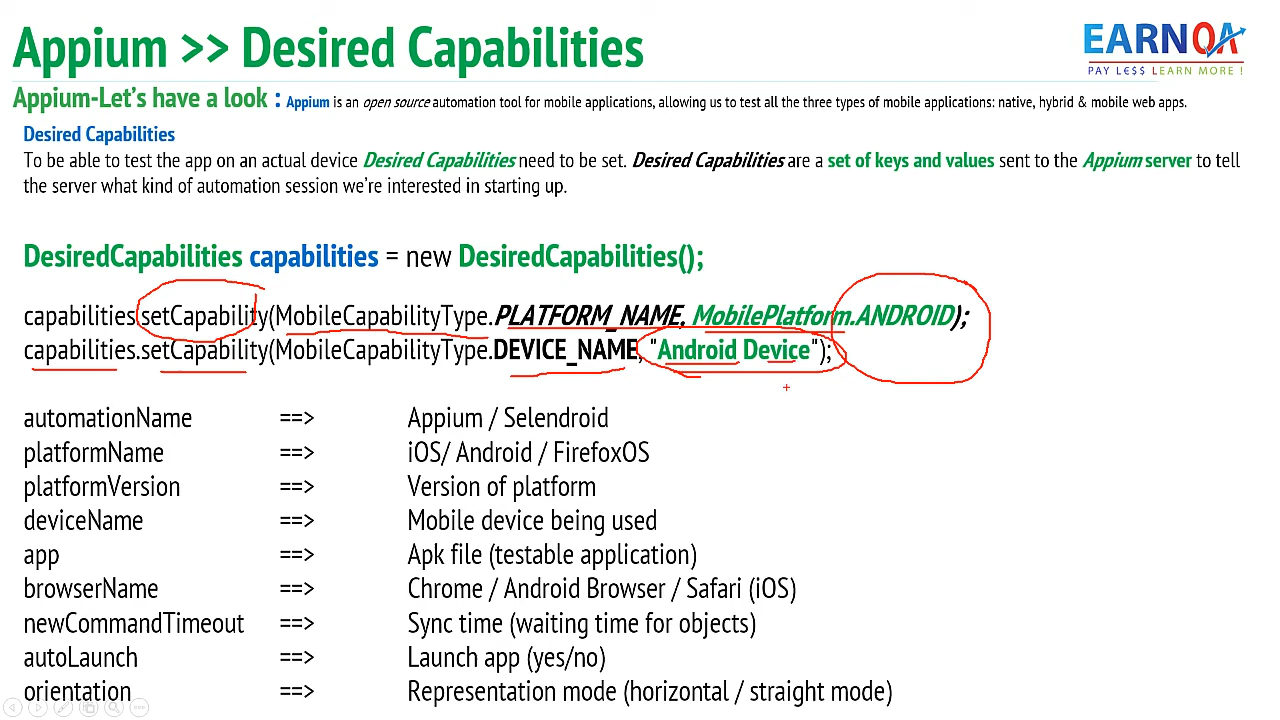 Appium >> Desired Capabilities
EARNQA
PAY LE$$ LEARN MORE !
Appium-Let's have a look : Appium is an open source automation tool for mobile applications, allowing us to test all the three types of mobile applications: native, hybrid & mobile web apps.
Desired Capabilities
To be able to test the app on an actual device Desired Capabilities need to be set. Desired Capabilities are a set of keys and values sent to the Appium server to tell
the server what kind of automation session we're interested in starting up.
DesiredCapabilities capabilities = new DesiredCapabilities();
capabilities.setCapability(MobileCapabilityType.PLATFORM_NAME, MobilePlatform.ANDROID);
capabilities.setCapability(MobileCapabilityType.DEVICE_NAME, "Android Device");
automationName ==> Appium / Selendroid
platformName ==> iOS/ Android / FirefoxOS
platformVersion ==> Version of platform
deviceName ==> Mobile device being used
app ==> Apk file (testable application)
browserName ==> Chrome / Android Browser / Safari (iOS)
newCommandTimeout ==> Sync time (waiting time for objects)
autoLaunch ==> Launch app (yes/no)
orientation ==> Representation mode (horizontal / straight mode)